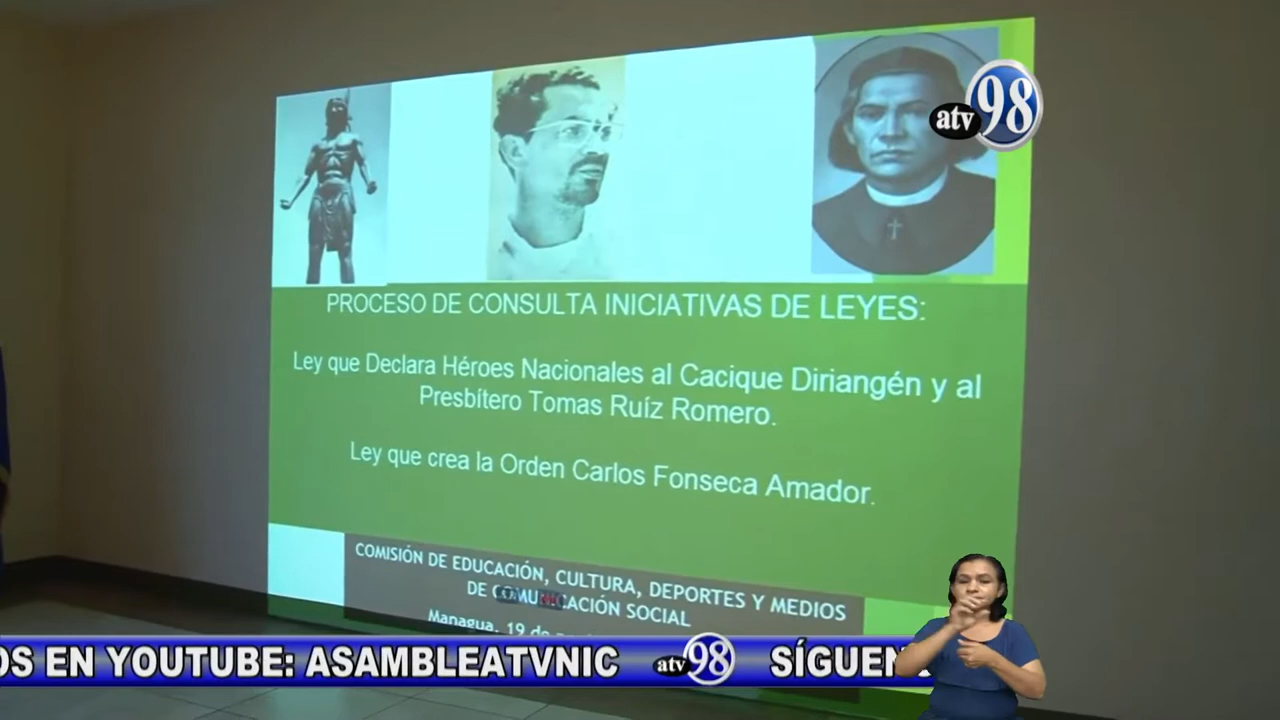 atv 98
PROCESO DE CONSULTA INICIATIVAS DE LEYES:
Ley que Declara Héroes Nacionales al Cacique Diriangén y al
Presbítero Tomas Ruíz Romero.
Ley que crea la Orden Carlos Fonseca Amador.
COMISIÓN DE EDUCACIÓN, CULTURA, DEPORTES Y MEDIOS
DE COMUNICACIÓN SOCIAL
Managua, 19 de
OS EN YOUTUBE: ASAMBLEATVNIC atv 98 SÍGUEN